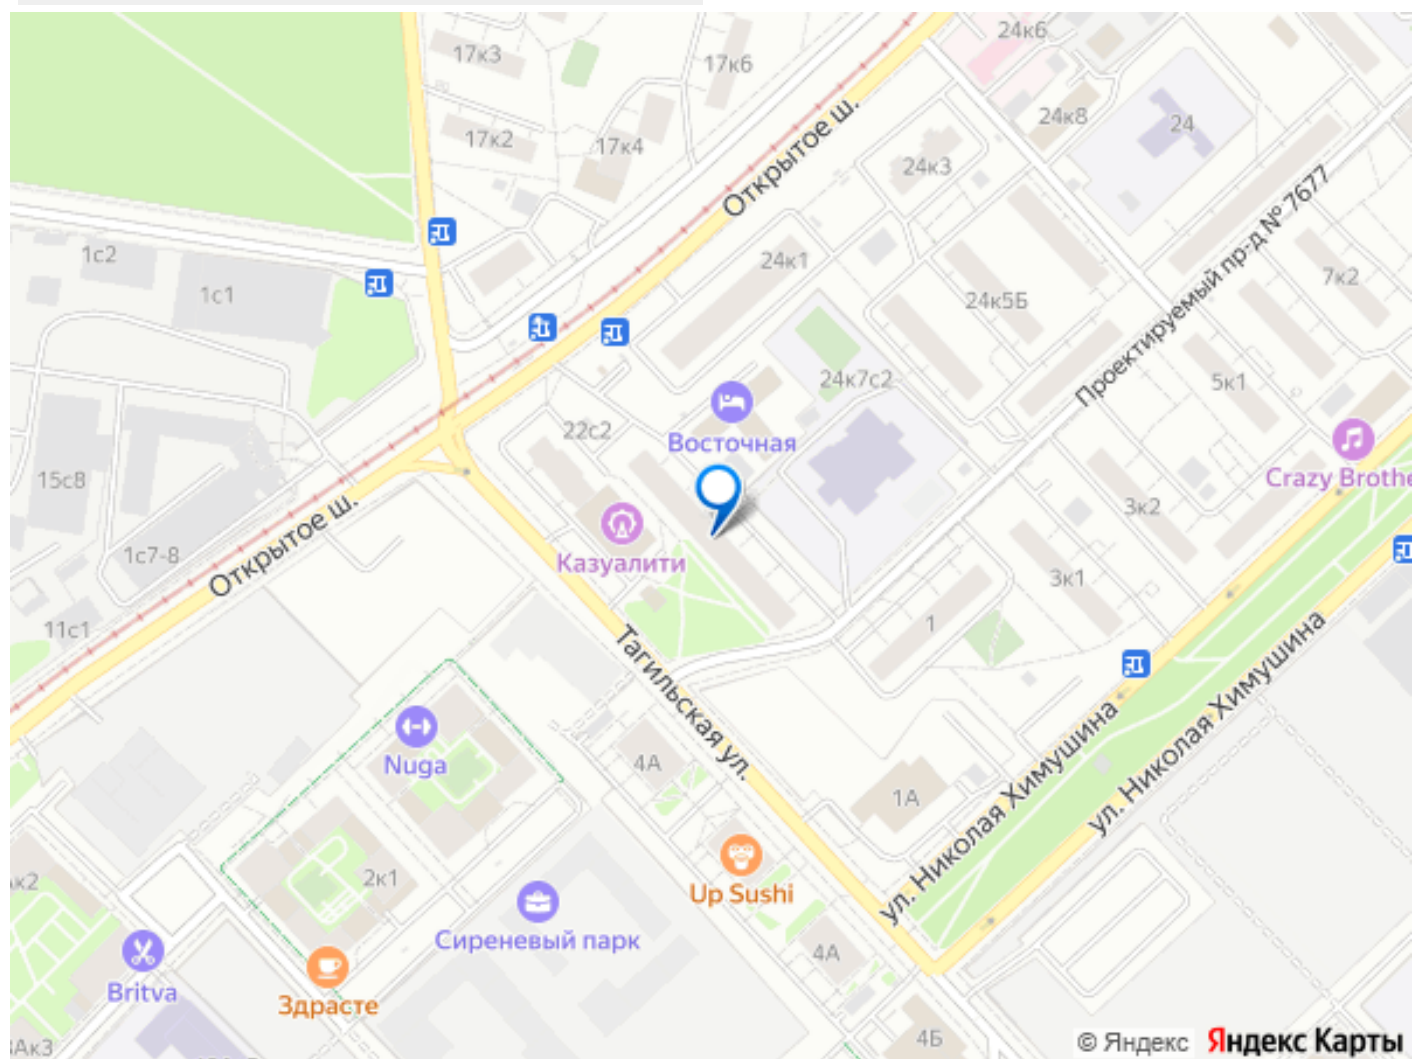 24к6
17к3
17к6
24к8
24
17к2
17к4
Открытое ш.
24к3
Проектируемый пр-д № 7677
1с2
1с1
24к1
24к5Б
7к2
24к7с2
5к1
22с2
Восточная
Crazy Brothe
15с8
3к2
Открытое ш.
1с7-8
Казуалити
3к1
11с1
1
Тагильская ул.
ул. Николая Химушина
ул. Николая Химушина
Nuga
4А
1А
2к1
Up Sushi
Сиреневый парк
4А
Britva
Здрасте
4Б
© Яндекс Яндекс Карты